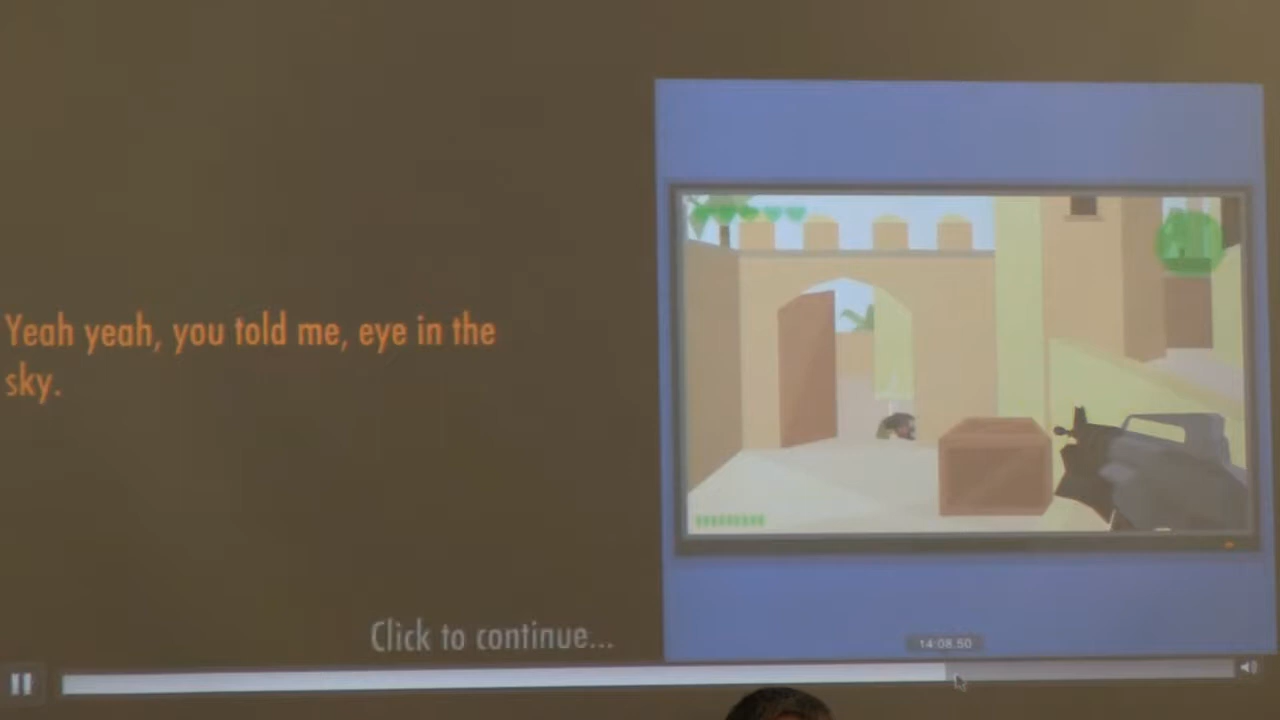 Yeah yeah, you told me, eye in the
sky.
Click to continue...
14:08.50